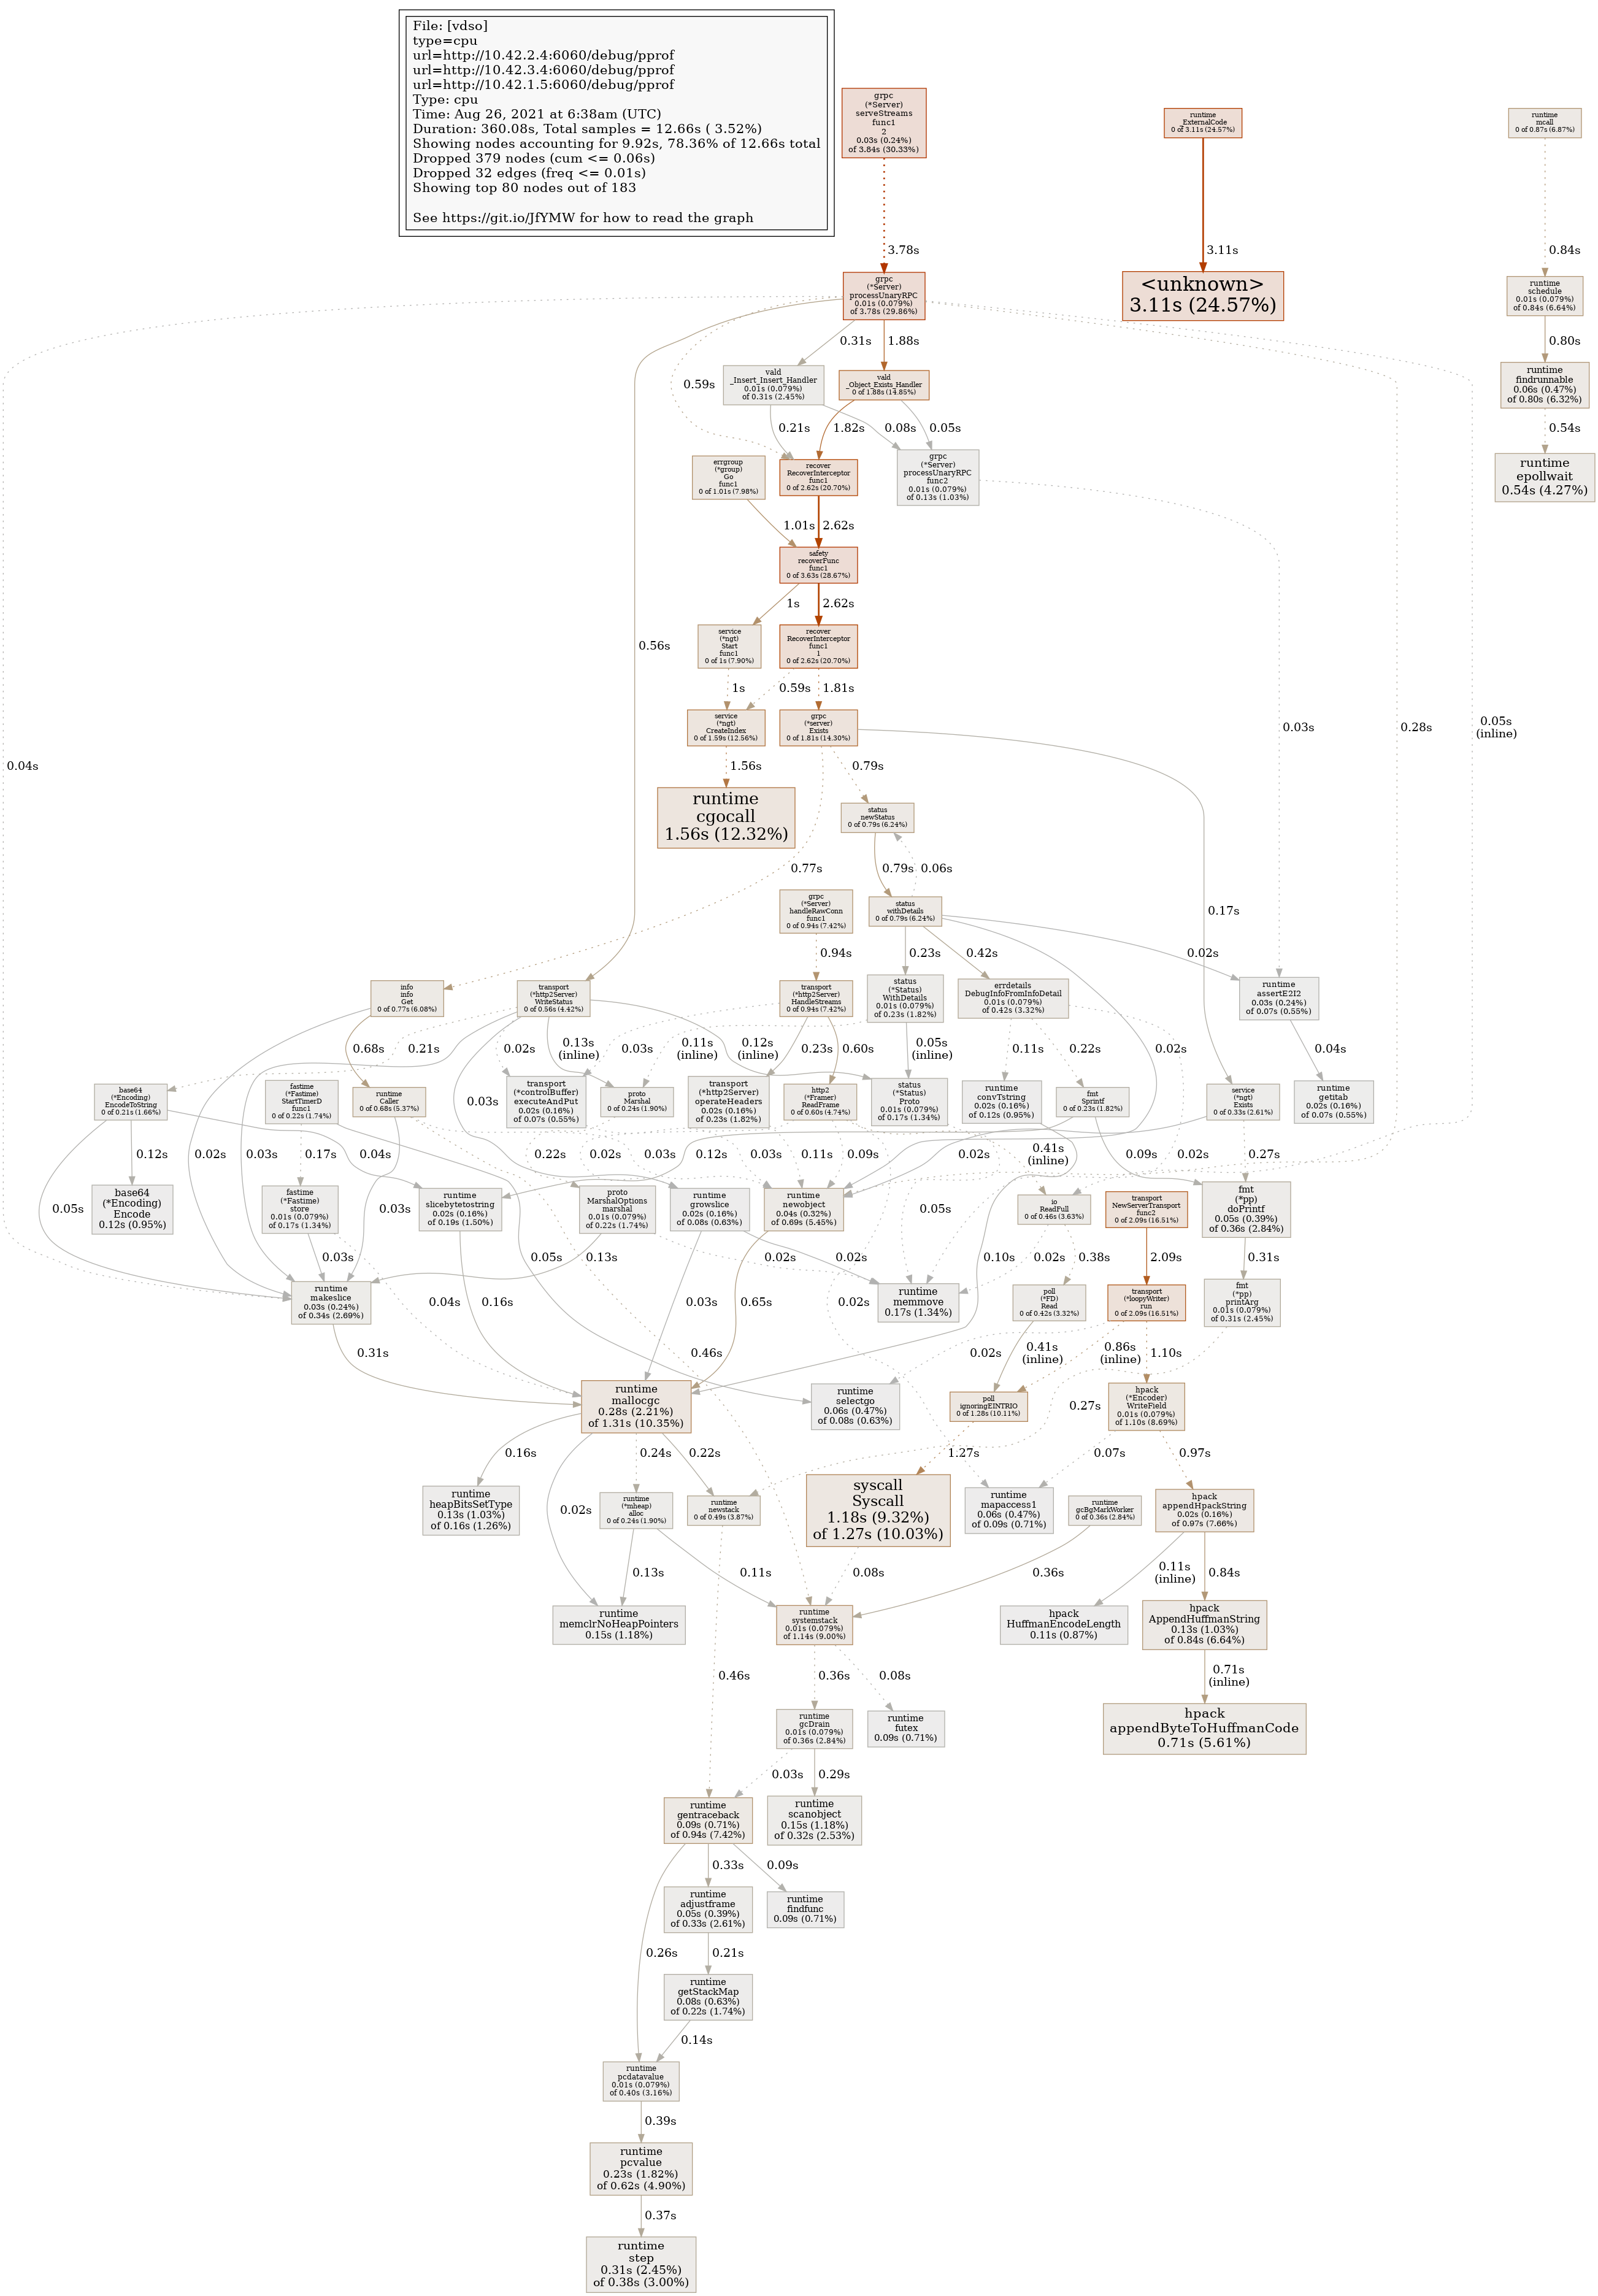 File: [vdso]
type=cpu
url=http://10.42.2.4:6060/debug/pprof
url=http://10.42.3.4:6060/debug/pprof
url=http://10.42.1.5:6060/debug/pprof
Type: cpu
Time: Aug 26, 2021 at 6:38am (UTC)
Duration: 360.08s, Total samples = 12.66s ( 3.52%)
Showing nodes accounting for 9.92s, 78.36% of 12.66s total
Dropped 379 nodes (cum <= 0.06s)
Dropped 32 edges (freq <= 0.01s)
Showing top 80 nodes out of 183
See https://git.io/JfYMW for how to read the graph
grpc
(*Server)
serveStreams
func1
2
0.03s (0.24%)
of 3.84s (30.33%)
runtime
_ExternalCode
0 of 3.11s (24.57%)
runtime
mcall
0 of 0.87s (6.87%)
3.78s
3.11s
0.84s
grpc
(*Server)
processUnaryRPC
0.01s (0.079%)
of 3.78s (29.86%)
<unknown>
3.11s (24.57%)
runtime
schedule
0.01s (0.079%)
of 0.84s (6.64%)
0.31s
1.88s
0.80s
0.59s
vald
_Insert_Insert_Handler
0.01s (0.079%)
of 0.31s (2.45%)
vald
_Object_Exists_Handler
0 of 1.88s (14.85%)
runtime
findrunnable
0.06s (0.47%)
of 0.80s (6.32%)
0.21s
1.82s
0.08s
0.05s
0.54s
errgroup
(*group)
Go
func1
0 of 1.01s (7.98%)
recover
RecoverInterceptor
func1
0 of 2.62s (20.70%)
grpc
(*Server)
processUnaryRPC
func2
0.01s (0.079%)
of 0.13s (1.03%)
runtime
epollwait
0.54s (4.27%)
1.01s
2.62s
safety
recoverFunc
func1
0 of 3.63s (28.67%)
1s
2.62s
0.56s
service
(*ngt)
Start
func1
0 of 1s (7.90%)
recover
RecoverInterceptor
func1
1
0 of 2.62s (20.70%)
1s
0.59s
1.81s
service
(*ngt)
CreateIndex
0 of 1.59s (12.56%)
grpc
(*server)
Exists
0 of 1.81s (14.30%)
0.03s
0.28s
0.05s
(inline)
0.04s
1.56s
0.79s
runtime
cgocall
1.56s (12.32%)
status
newStatus
0 of 0.79s (6.24%)
0.77s
0.79s
0.06s
grpc
(*Server)
handleRawConn
func1
0 of 0.94s (7.42%)
status
withDetails
0 of 0.79s (6.24%)
0.17s
0.94s
0.23s
0.42s
0.02s
info
info
Get
0 of 0.77s (6.08%)
transport
(*http2Server)
WriteStatus
0 of 0.56s (4.42%)
transport
(*http2Server)
HandleStreams
0 of 0.94s (7.42%)
status
(*Status)
WithDetails
0.01s (0.079%)
of 0.23s (1.82%)
errdetails
DebugInfoFromInfoDetail
0.01s (0.079%)
of 0.42s (3.32%)
runtime
assertE2I2
0.03s (0.24%)
of 0.07s (0.55%)
0.68s
0.21s
0.02s
0.13s
(inline)
0.03s
0.11s
(inline)
0.12s
(inline)
0.23s
0.60s
0.05s
(inline)
0.11s
0.22s
0.02s
0.04s
base64
(*Encoding)
EncodeToString
0 of 0.21s (1.66%)
fastime
(*Fastime)
StartTimerD
func1
0 of 0.22s (1.74%)
runtime
Caller
0 of 0.68s (5.37%)
0.03s
transport
(*controlBuffer)
executeAndPut
0.02s (0.16%)
of 0.07s (0.55%)
proto
Marshal
0 of 0.24s (1.90%)
transport
(*http2Server)
operateHeaders
0.02s (0.16%)
of 0.23s (1.82%)
http2
(*Framer)
ReadFrame
0 of 0.60s (4.74%)
status
(*Status)
Proto
0.01s (0.079%)
of 0.17s (1.34%)
runtime
convTstring
0.02s (0.16%)
of 0.12s (0.95%)
fmt
Sprintf
0 of 0.23s (1.82%)
service
(*ngt)
Exists
0 of 0.33s (2.61%)
runtime
getitab
0.02s (0.16%)
of 0.07s (0.55%)
0.12s
0.04s
0.17s
0.02s
0.03s
0.22s
0.02s
0.03s
0.12s
0.03s
0.11s
0.09s
0.02s
0.41s
(inline)
0.09s
0.02s
0.27s
0.05s
base64
(*Encoding)
Encode
0.12s (0.95%)
fastime
(*Fastime)
store
0.01s (0.079%)
of 0.17s (1.34%)
0.03s
runtime
slicebytetostring
0.02s (0.16%)
of 0.19s (1.50%)
proto
MarshalOptions
marshal
0.01s (0.079%)
of 0.22s (1.74%)
runtime
growslice
0.02s (0.16%)
of 0.08s (0.63%)
runtime
newobject
0.04s (0.32%)
of 0.69s (5.45%)
0.05s
io
ReadFull
0 of 0.46s (3.63%)
transport
NewServerTransport
func2
0 of 2.09s (16.51%)
fmt
(*pp)
doPrintf
0.05s (0.39%)
of 0.36s (2.84%)
0.03s
0.05s
0.13s
0.02s
0.02s
0.10s
0.02s
0.38s
2.09s
0.31s
runtime
makeslice
0.03s (0.24%)
of 0.34s (2.69%)
0.04s
0.16s
0.03s
0.65s
0.02s
runtime
memmove
0.17s (1.34%)
poll
(*FD)
Read
0 of 0.42s (3.32%)
transport
(*loopyWriter)
run
0 of 2.09s (16.51%)
fmt
(*pp)
printArg
0.01s (0.079%)
of 0.31s (2.45%)
0.31s
0.46s
0.02s
0.41s
(inline)
0.86s
(inline)
1.10s
runtime
mallocgc
0.28s (2.21%)
of 1.31s (10.35%)
runtime
selectgo
0.06s (0.47%)
of 0.08s (0.63%)
poll
ignoringEINTRIO
0 of 1.28s (10.11%)
0.27s
hpack
(*Encoder)
WriteField
0.01s (0.079%)
of 1.10s (8.69%)
0.16s
0.24s
0.22s
1.27s
0.07s
0.97s
runtime
heapBitsSetType
0.13s (1.03%)
of 0.16s (1.26%)
0.02s
runtime
(*mheap)
alloc
0 of 0.24s (1.90%)
runtime
newstack
0 of 0.49s (3.87%)
syscall
Syscall
1.18s (9.32%)
of 1.27s (10.03%)
runtime
mapaccess1
0.06s (0.47%)
of 0.09s (0.71%)
runtime
gcBgMarkWorker
0 of 0.36s (2.84%)
hpack
appendHpackString
0.02s (0.16%)
of 0.97s (7.66%)
0.13s
0.11s
0.08s
0.36s
0.11s
(inline)
0.84s
runtime
memclrNoHeapPointers
0.15s (1.18%)
runtime
systemstack
0.01s (0.079%)
of 1.14s (9.00%)
hpack
HuffmanEncodeLength
0.11s (0.87%)
hpack
AppendHuffmanString
0.13s (1.03%)
of 0.84s (6.64%)
0.46s
0.36s
0.08s
0.71s
(inline)
runtime
gcDrain
0.01s (0.079%)
of 0.36s (2.84%)
runtime
futex
0.09s (0.71%)
hpack
appendByteToHuffmanCode
0.71s (5.61%)
0.03s
0.29s
runtime
gentraceback
0.09s (0.71%)
of 0.94s (7.42%)
runtime
scanobject
0.15s (1.18%)
of 0.32s (2.53%)
0.33s
0.09s
runtime
adjustframe
0.05s (0.39%)
of 0.33s (2.61%)
runtime
findfunc
0.09s (0.71%)
0.26s
0.21s
runtime
getStackMap
0.08s (0.63%)
of 0.22s (1.74%)
0.14s
runtime
pcdatavalue
0.01s (0.079%)
of 0.40s (3.16%)
0.39s
runtime
pcvalue
0.23s (1.82%)
of 0.62s (4.90%)
0.37s
runtime
step
0.31s (2.45%)
of 0.38s (3.00%)